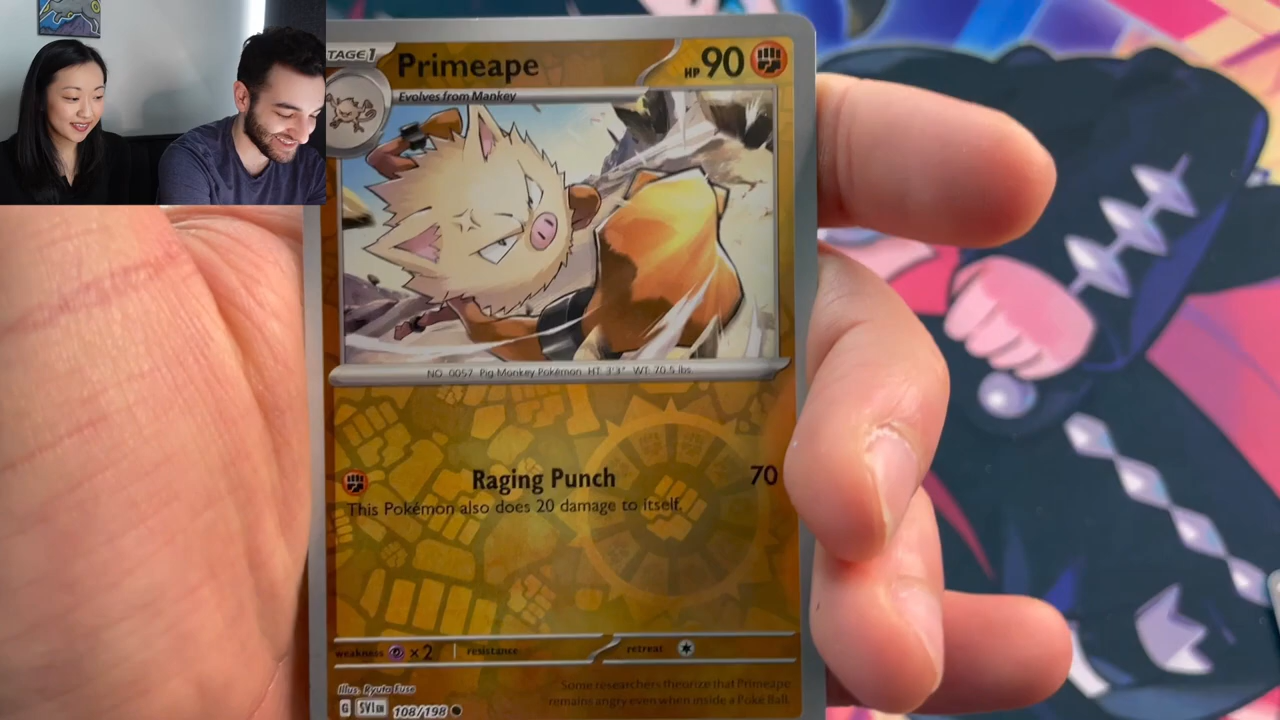 STAGE 1
Primeape
HP 90
Evolves from Mankey
NO. 0057 Pig Monkey Pokémon HT: 3'3" WT: 70.5 lbs.
Raging Punch 70
This Pokémon also does 20 damage to itself.
weakness ×2 resistance retreat
Illus. Ryuta Fuse
Some researchers theorize that Primeape
remains angry even when inside a Poké Ball.
G SVI EN 108/198